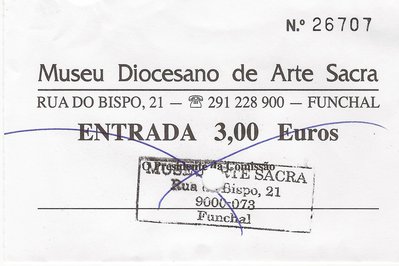 N.º 26707
Museu Diocesano de Arte Sacra
RUA DO BISPO, 21 — ☎ 291 228 900 — FUNCHAL
ENTRADA 3,00 Euros
O Presidente da Comissão
ARTE SACRA
Rua Bispo, 21
9000-073
Funchal